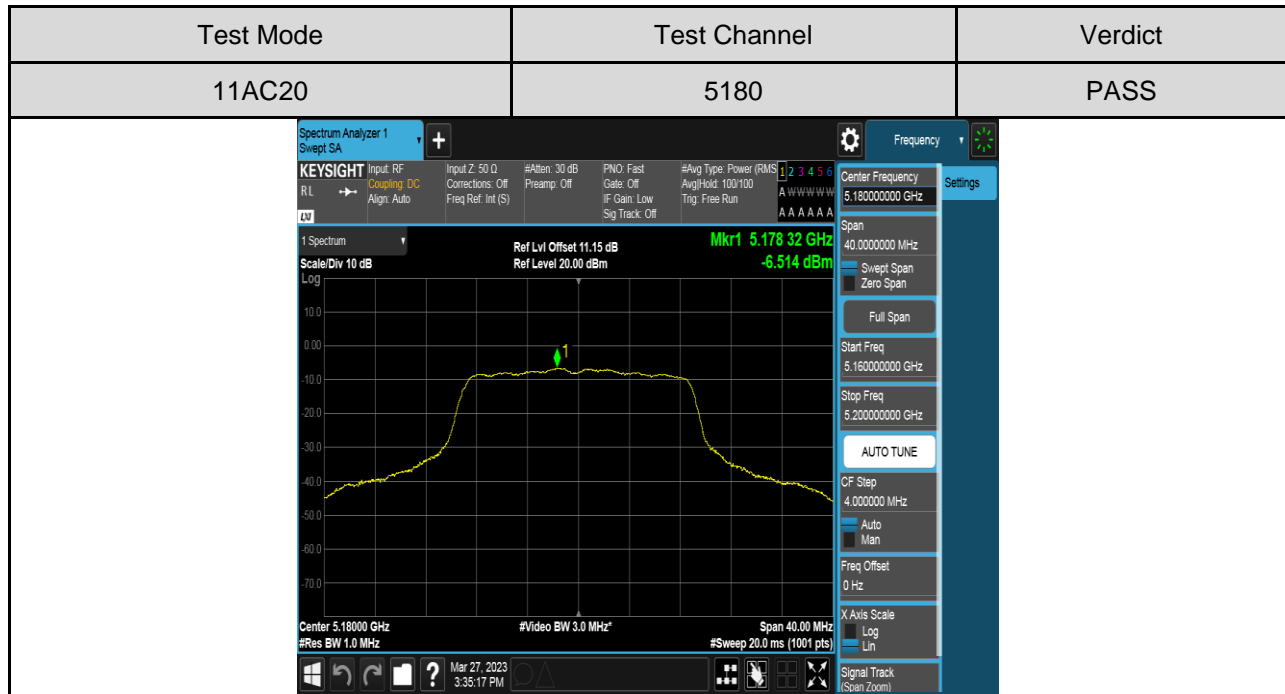 Test Mode Test Channel Verdict
11AC20 5180 PASS
Spectrum Analyzer 1
Swept SA
+
Frequency
KEYSIGHT
RL
LXI
Input: RF
Coupling: DC
Align: Auto
Input Z: 50 Ω
Corrections: Off
Freq Ref: Int (S)
#Atten: 30 dB
Preamp: Off
PNO: Fast
Gate: Off
IF Gain: Low
Sig Track: Off
#Avg Type: Power (RMS
Avg|Hold: 100/100
Trig: Free Run
1 2 3 4 5 6
A W W W W W
A A A A A A
1 Spectrum
Scale/Div 10 dB
Ref Lvl Offset 11.15 dB
Ref Level 20.00 dBm
Mkr1 5.178 32 GHz
-6.514 dBm
Log
10.0
0.00
-10.0
-20.0
-30.0
-40.0
-50.0
-60.0
-70.0
1
Center 5.18000 GHz
#Res BW 1.0 MHz
#Video BW 3.0 MHz*
Span 40.00 MHz
#Sweep 20.0 ms (1001 pts)
?
Mar 27, 2023
3:35:17 PM
Center Frequency
5.180000000 GHz
Settings
Span
40.0000000 MHz
Swept Span
Zero Span
Full Span
Start Freq
5.160000000 GHz
Stop Freq
5.200000000 GHz
AUTO TUNE
CF Step
4.000000 MHz
Auto
Man
Freq Offset
0 Hz
X Axis Scale
Log
Lin
Signal Track
(Span Zoom)